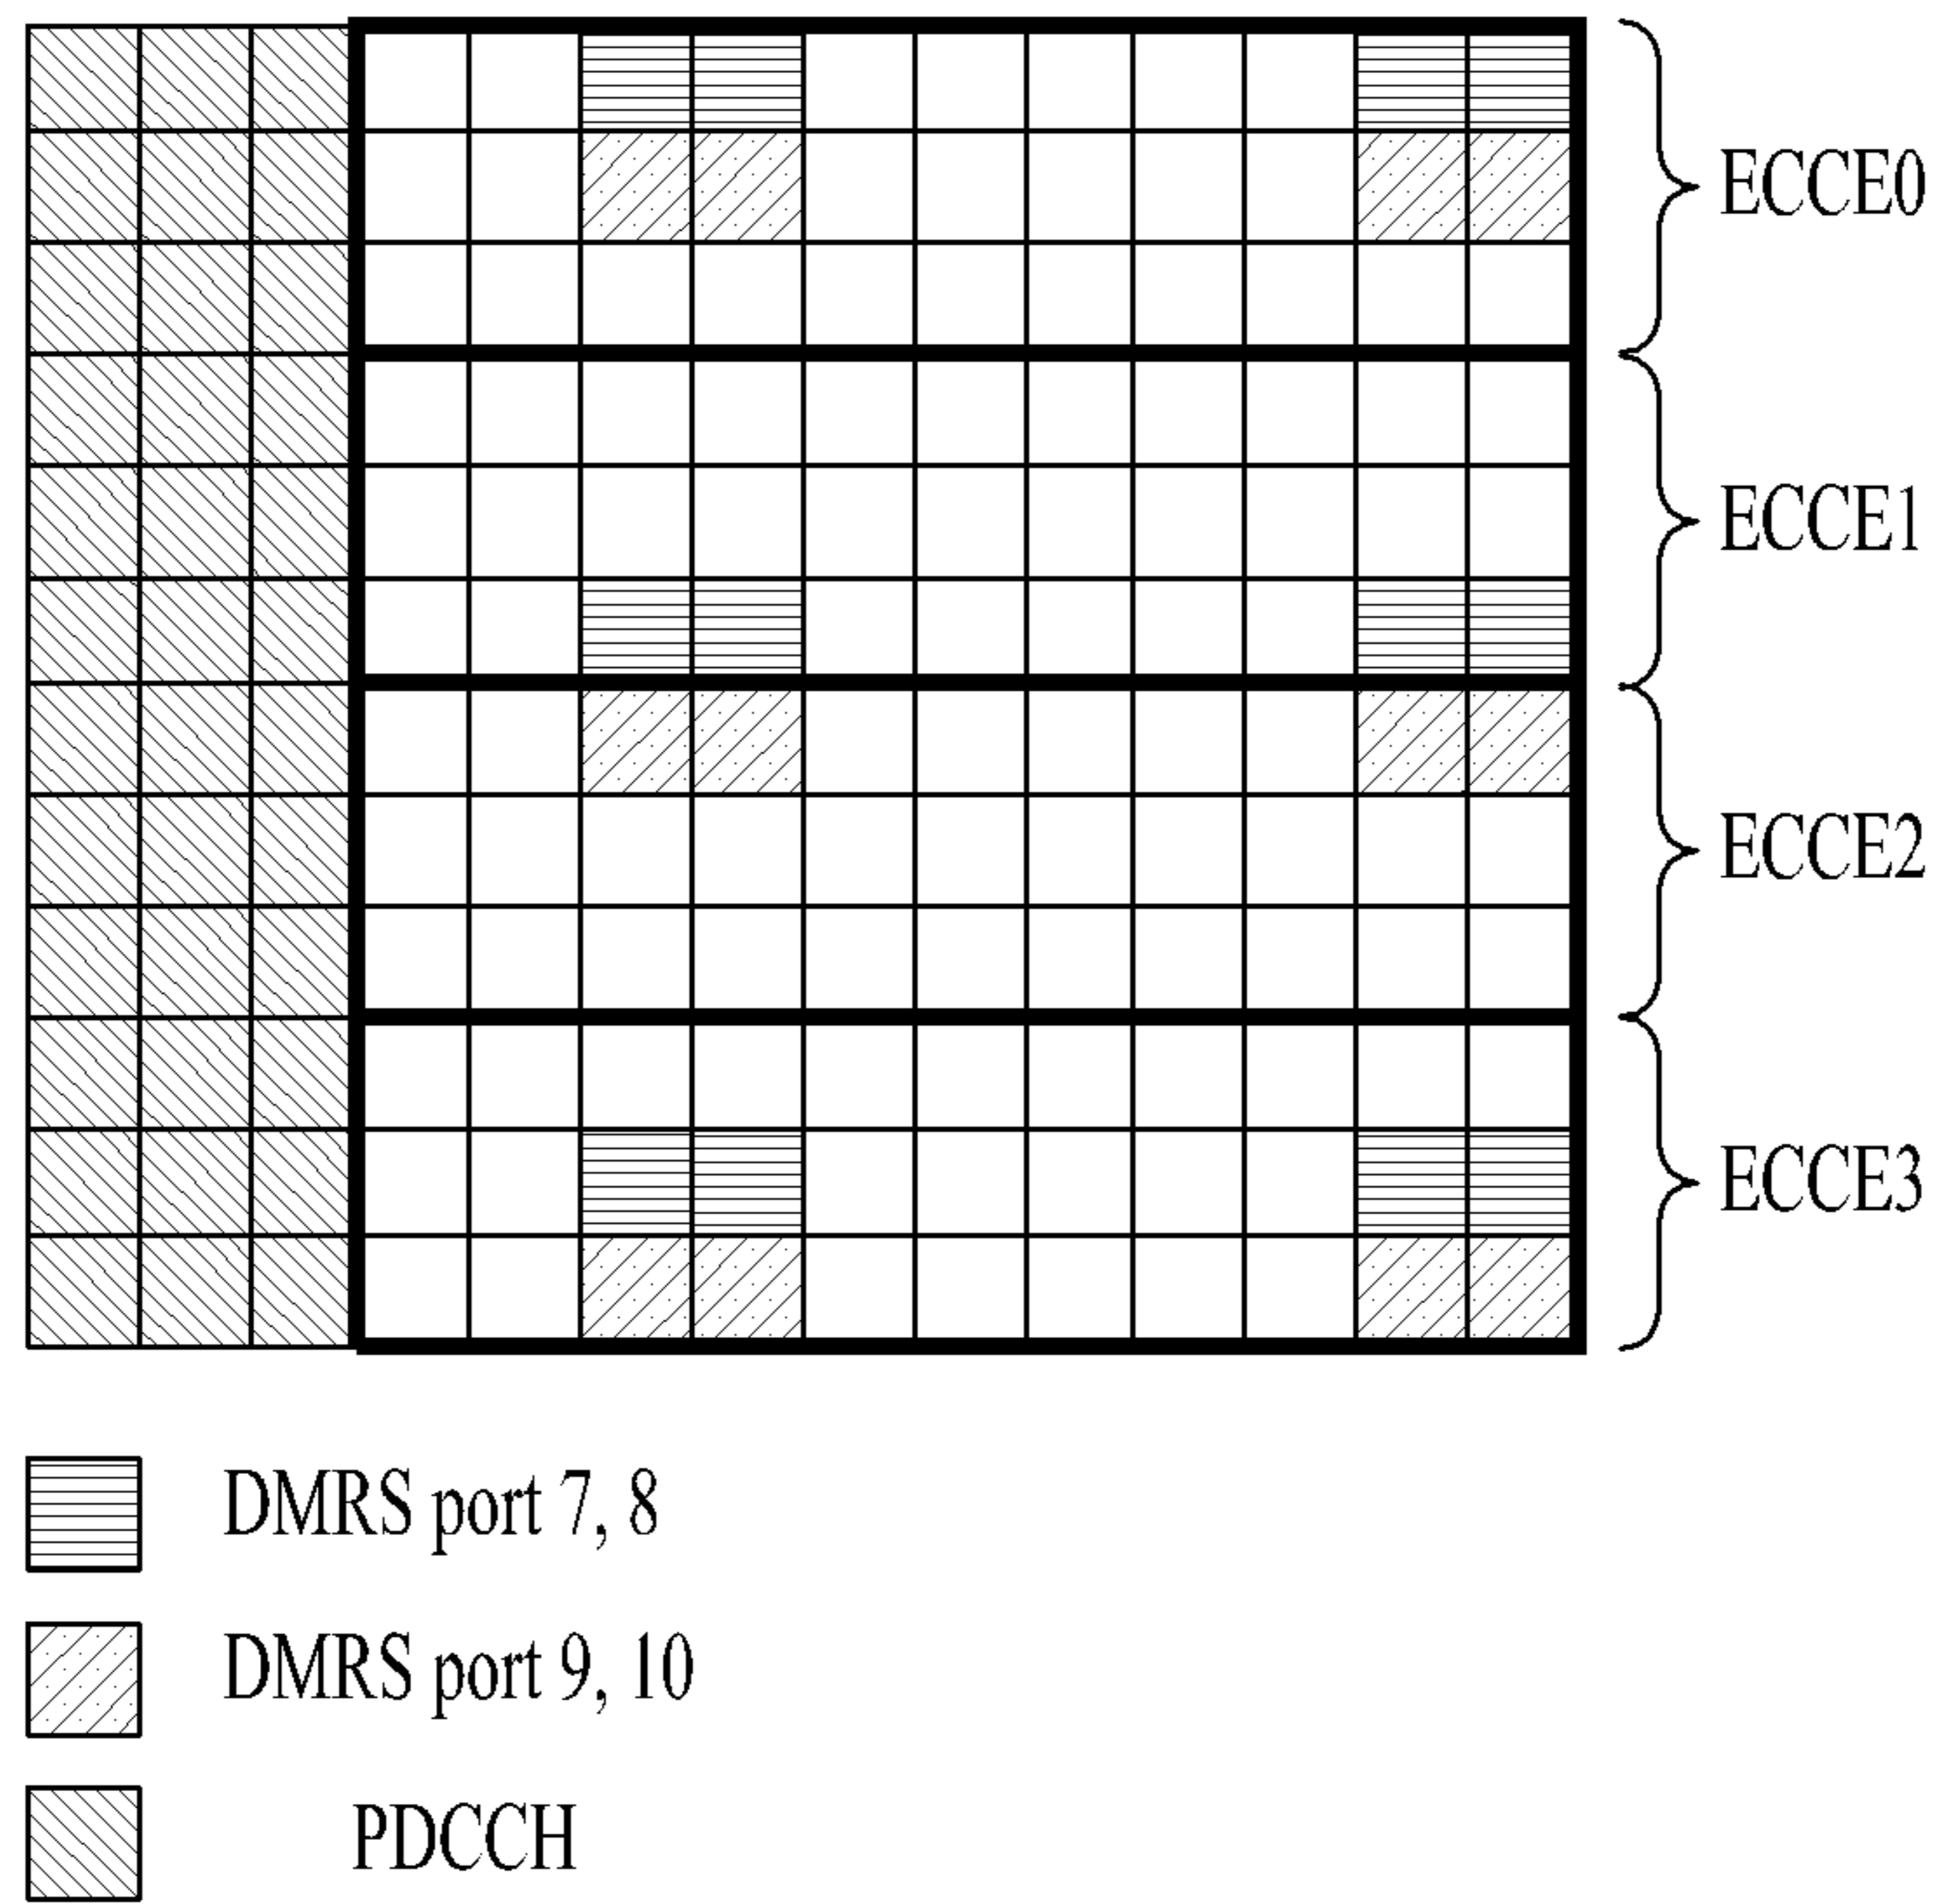 ECCE0
ECCE1
ECCE2
ECCE3
DMRS port 7, 8
DMRS port 9, 10
PDCCH